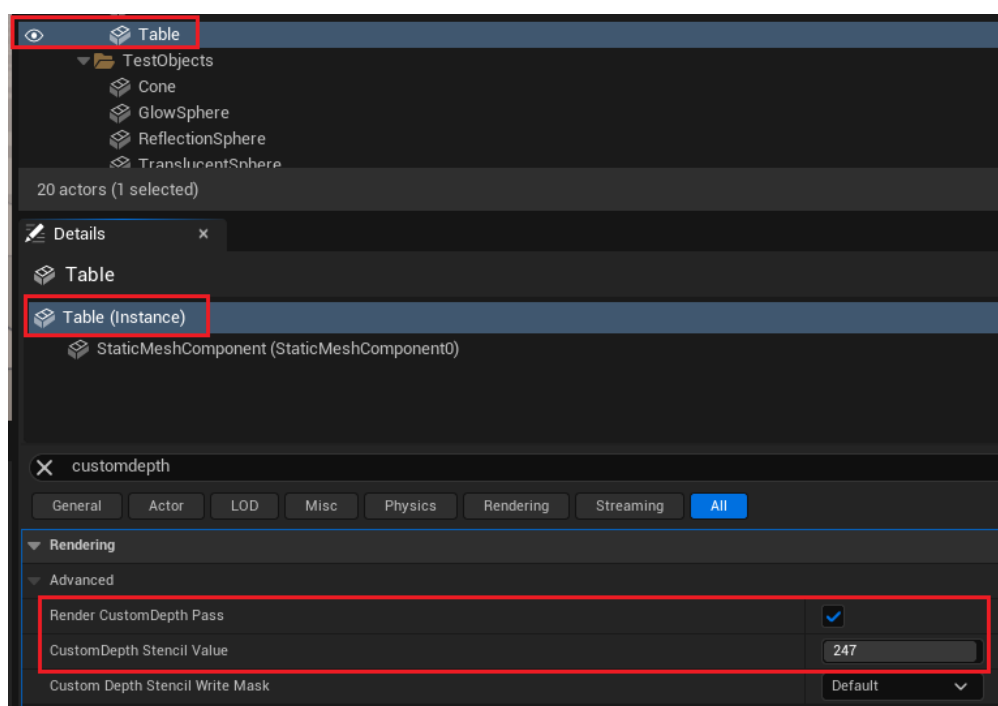 Table
TestObjects
Cone
GlowSphere
ReflectionSphere
TranslucentSphere
20 actors (1 selected)
Details
Table
Table (Instance)
StaticMeshComponent (StaticMeshComponent0)
customdepth
General Actor LOD Misc Physics Rendering Streaming All
Rendering
Advanced
Render CustomDepth Pass
CustomDepth Stencil Value 247
Custom Depth Stencil Write Mask Default